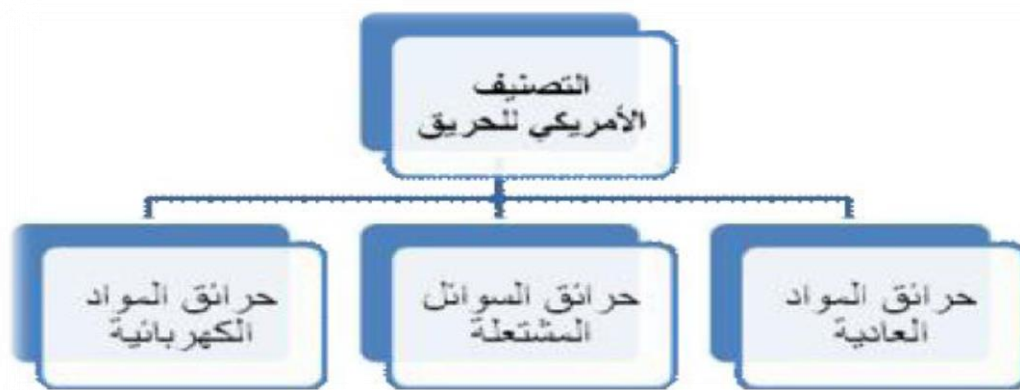 التصنيف
الأمريكي للحريق
حرائق المواد
العادية
حرائق السوائل
المشتعلة
حرائق المواد
الكهربائية